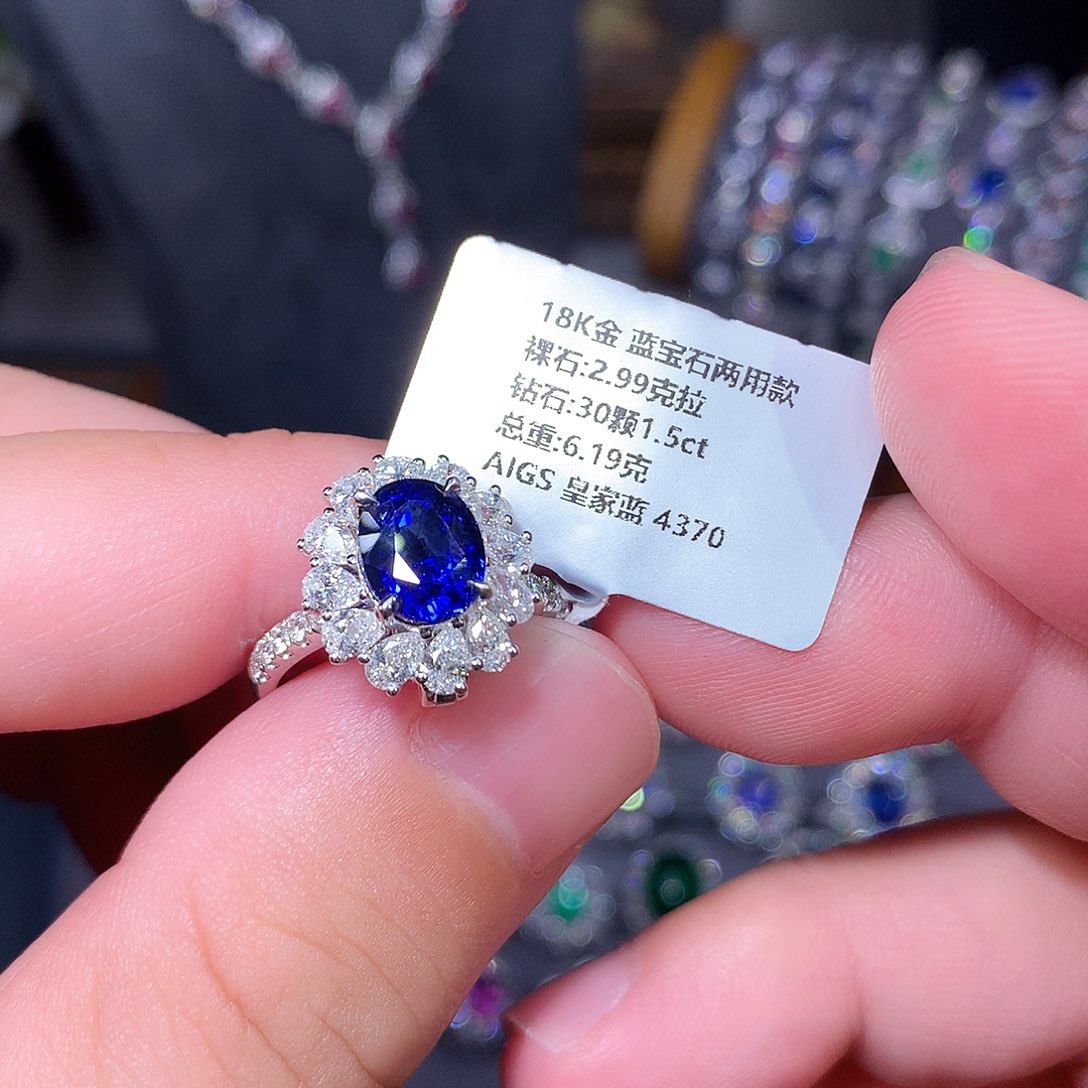 18K金 蓝宝石两用款
裸石:2.99克拉
钻石:30颗1.5ct
总重:6.19克
AIGS 皇家蓝 4370